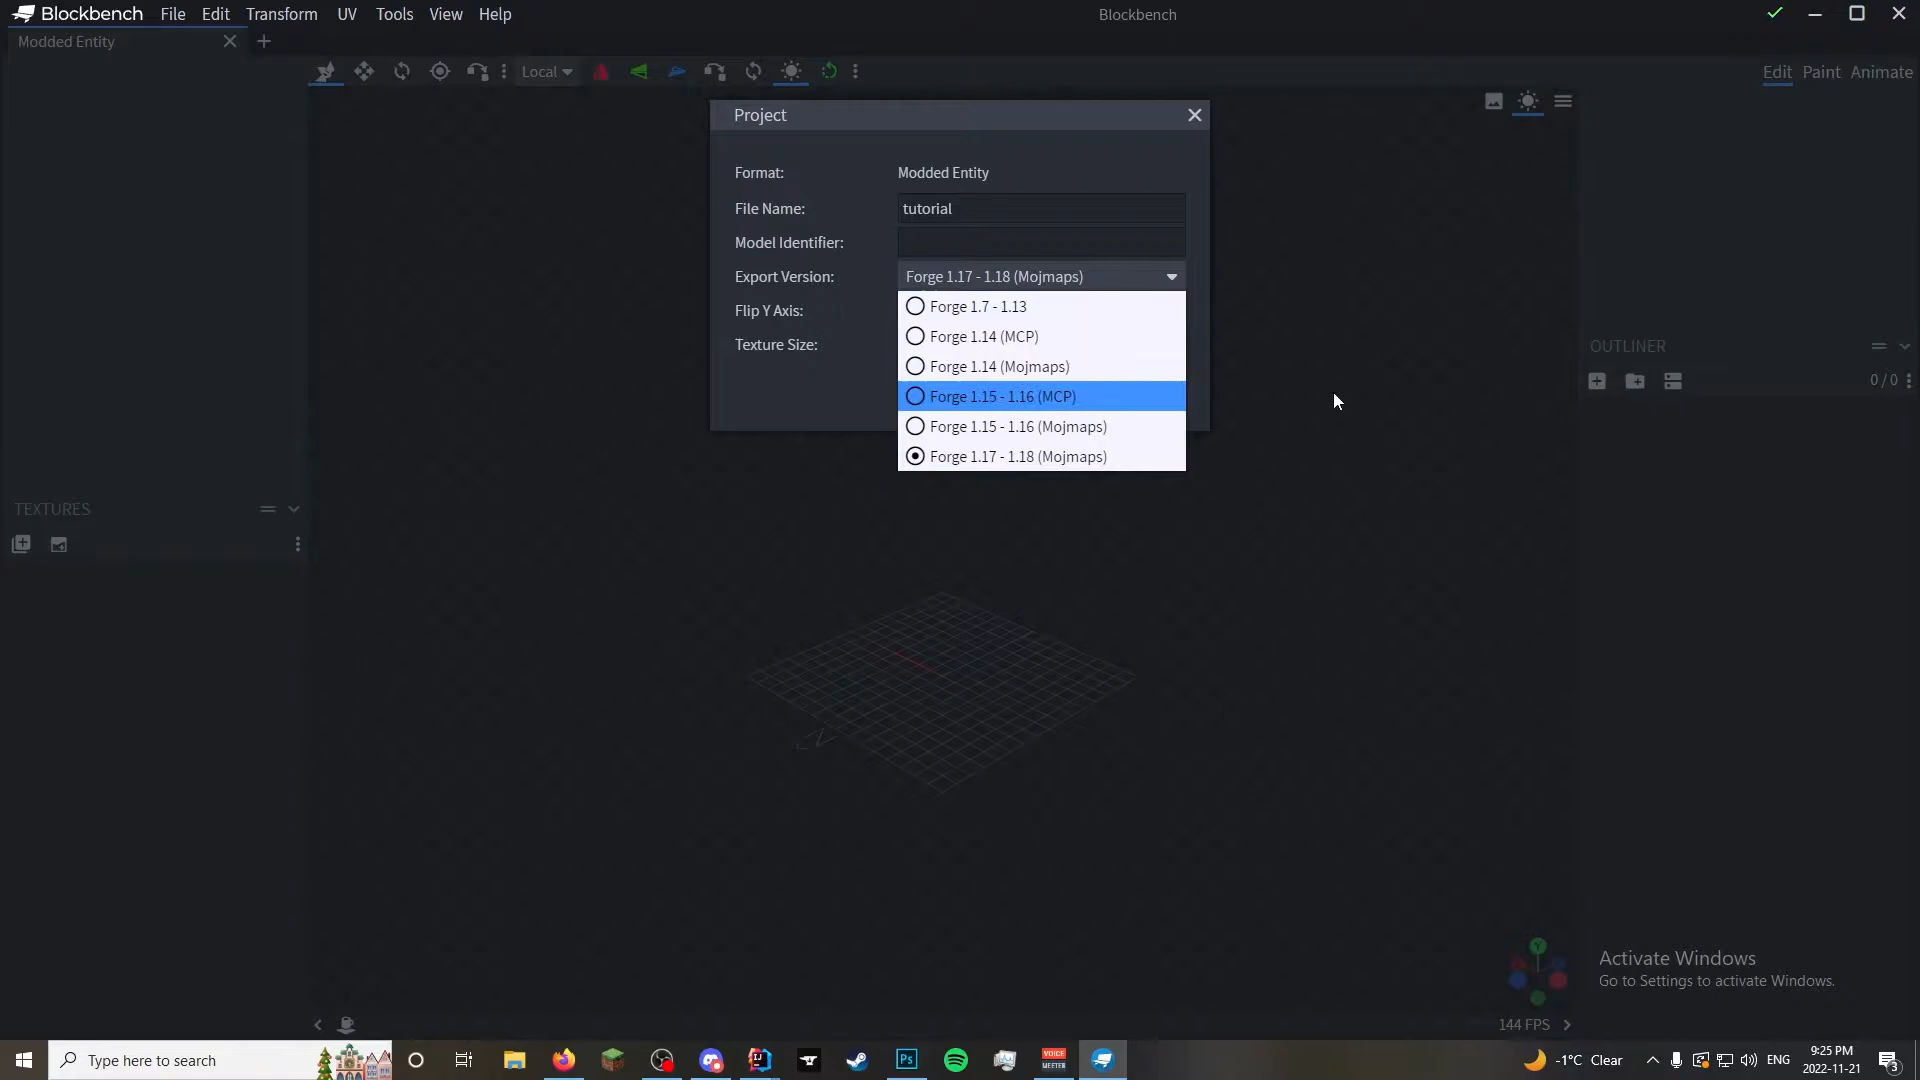 Blockbench File Edit Transform UV Tools View Help
Blockbench
Modded Entity
Local
Edit Paint Animate
Project
Format: Modded Entity
File Name: tutorial
Model Identifier:
Export Version: Forge 1.17 - 1.18 (Mojmaps)
Flip Y Axis:
Texture Size:
Forge 1.7 - 1.13
Forge 1.14 (MCP)
Forge 1.14 (Mojmaps)
Forge 1.15 - 1.16 (MCP)
Forge 1.15 - 1.16 (Mojmaps)
Forge 1.17 - 1.18 (Mojmaps)
OUTLINER
0 / 0
TEXTURES
Activate Windows
Go to Settings to activate Windows.
144 FPS
Type here to search
Ps
VOICE
MEETER
-1°C Clear
ENG
9:25 PM
2022-11-21
3